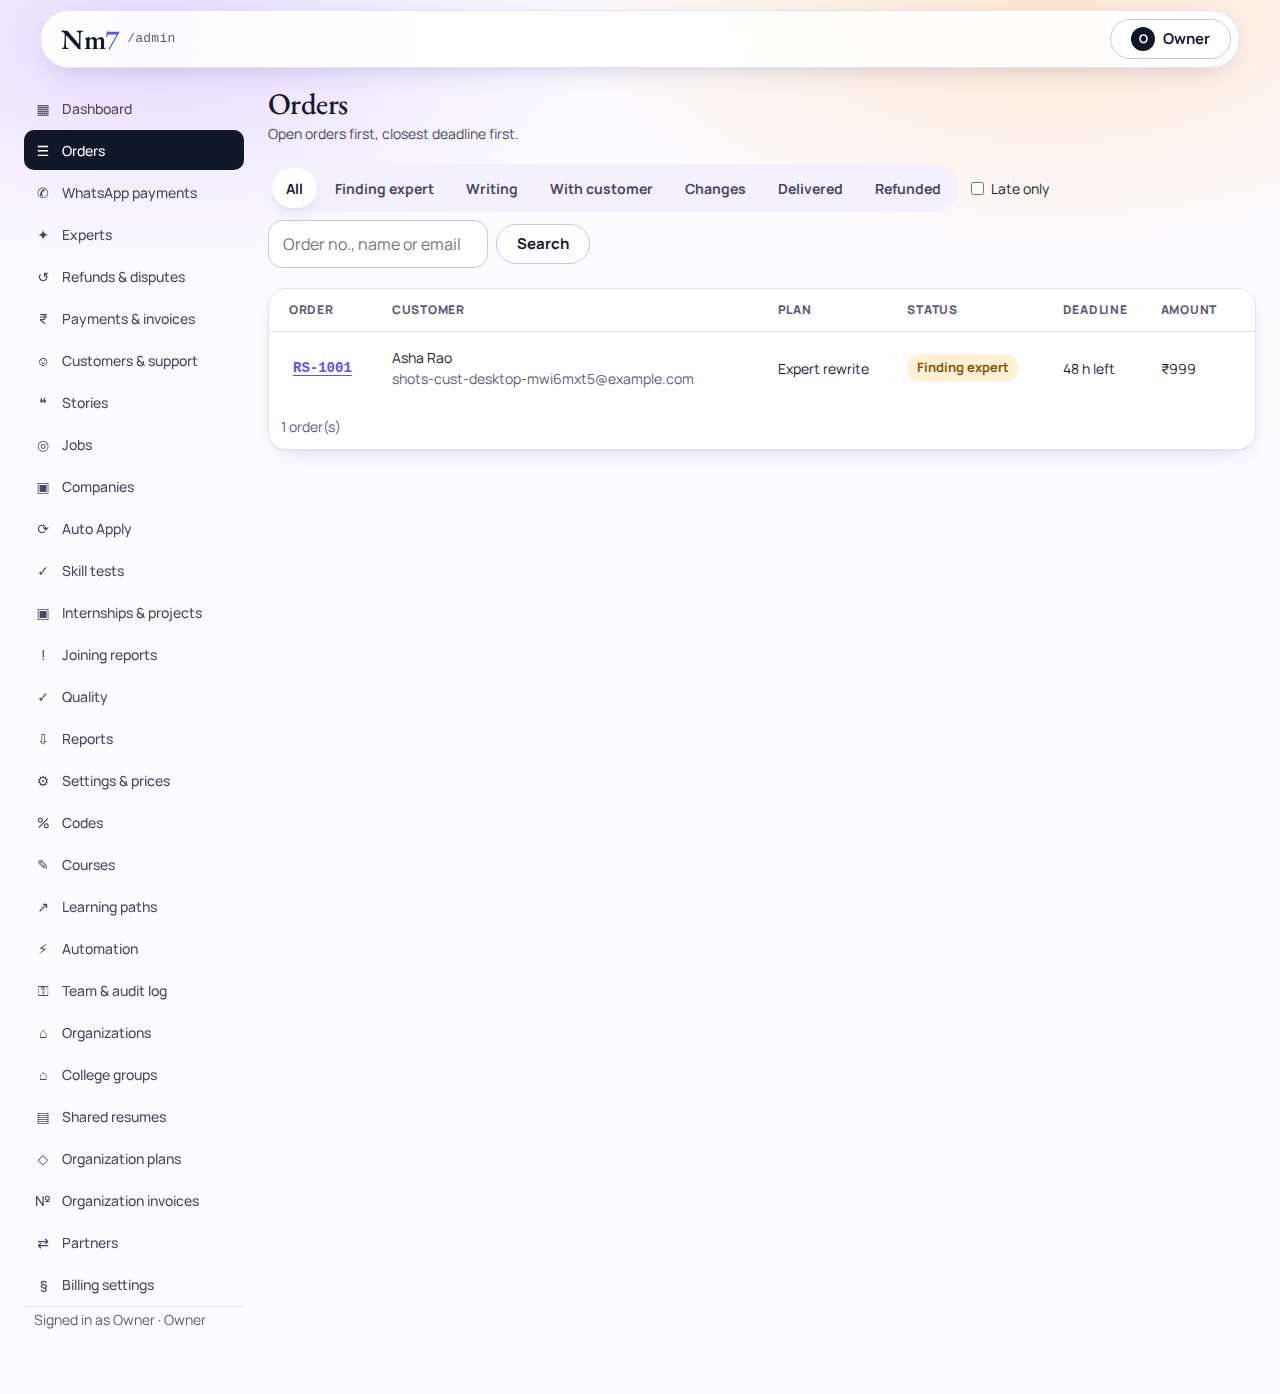 Nm7 /admin
O Owner
▦ Dashboard
☰ Orders
✆ WhatsApp payments
✦ Experts
↺ Refunds & disputes
₹ Payments & invoices
☺ Customers & support
❝ Stories
◎ Jobs
▣ Companies
⟳ Auto Apply
✓ Skill tests
▣ Internships & projects
! Joining reports
✓ Quality
⇩ Reports
⚙ Settings & prices
% Codes
✎ Courses
↗ Learning paths
⚡ Automation
⚿ Team & audit log
⌂ Organizations
⌂ College groups
▤ Shared resumes
◇ Organization plans
№ Organization invoices
⇄ Partners
§ Billing settings
Signed in as Owner · Owner
Orders
Open orders first, closest deadline first.
All Finding expert Writing With customer Changes Delivered Refunded Late only
Order no., name or email Search
ORDER CUSTOMER PLAN STATUS DEADLINE AMOUNT
RS-1001 Asha Rao Expert rewrite Finding expert 48 h left ₹999
shots-cust-desktop-mwi6mxt5@example.com
1 order(s)